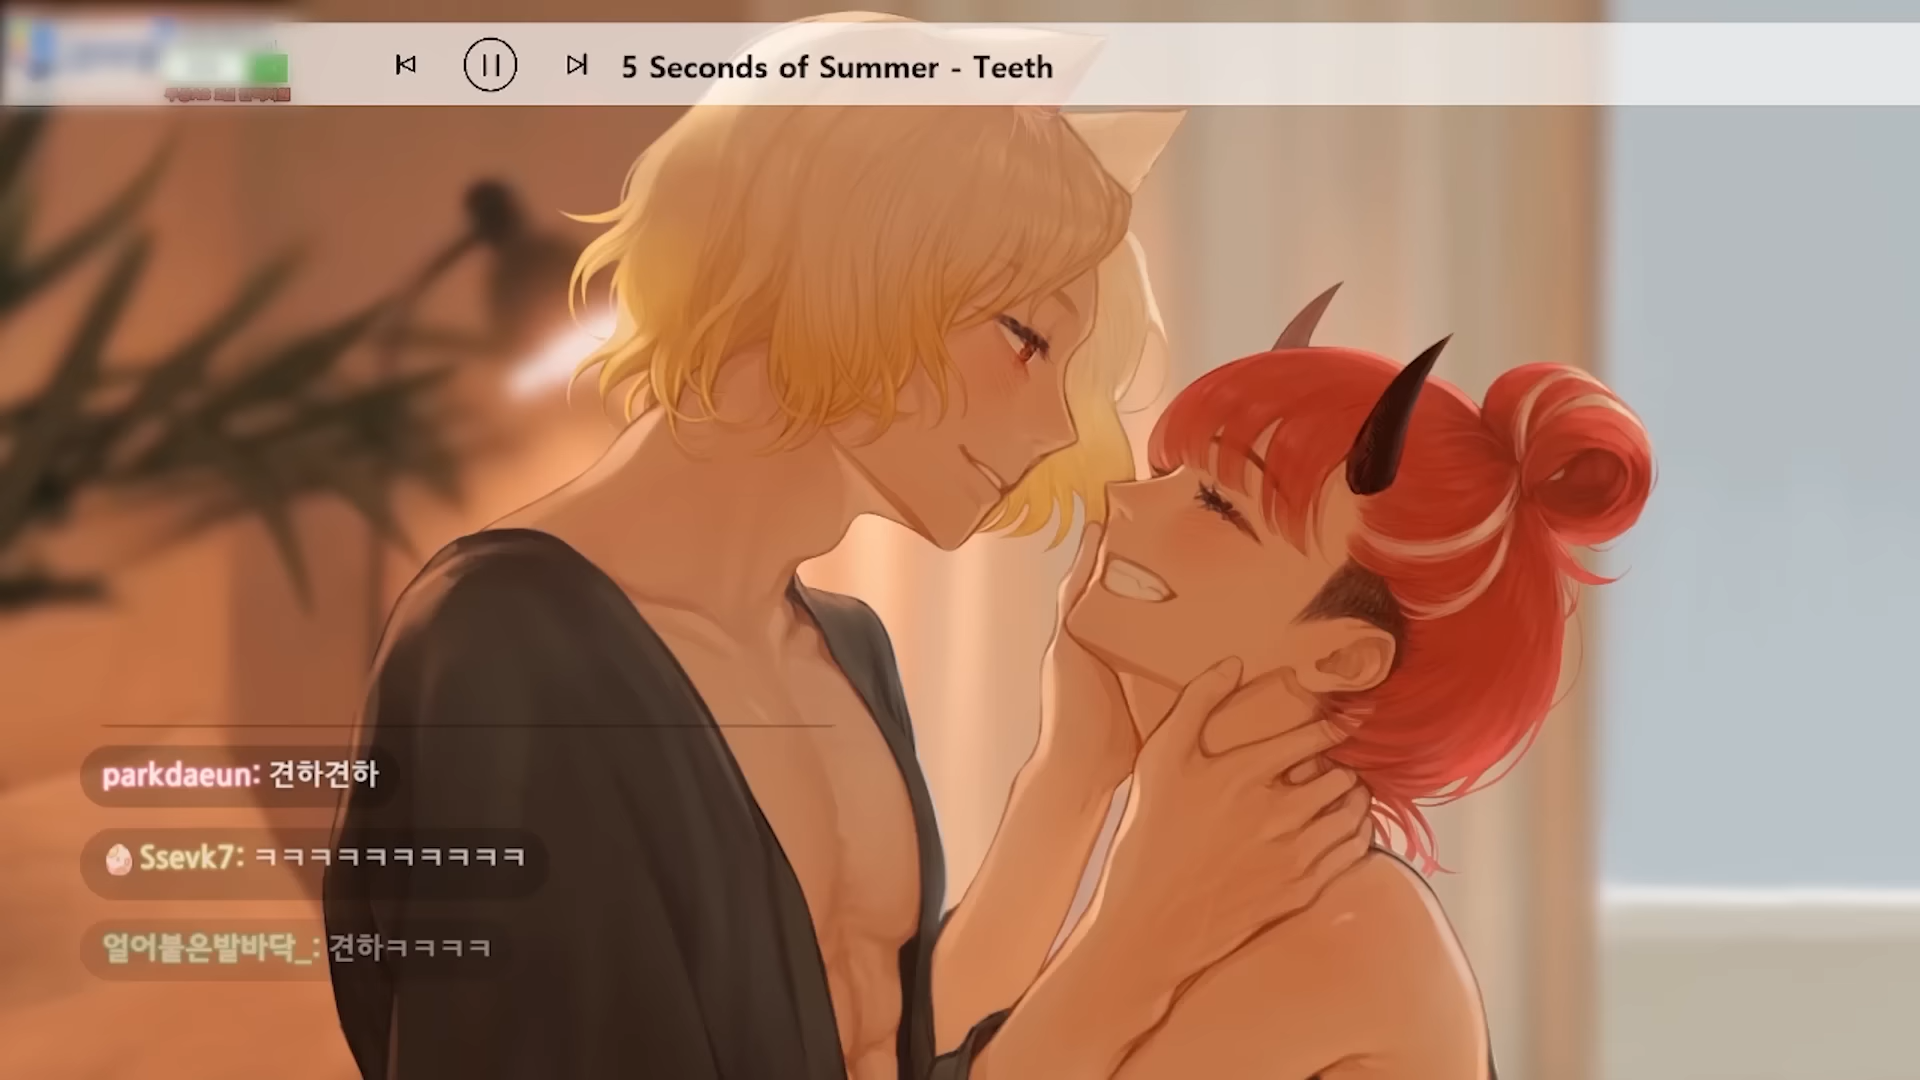 5 Seconds of Summer - Teeth
parkdaeun: 견하견하
Ssevk7: ㅋㅋㅋㅋㅋㅋㅋㅋㅋㅋ
얼어붙은발바닥_: 견하ㅋㅋㅋㅋ